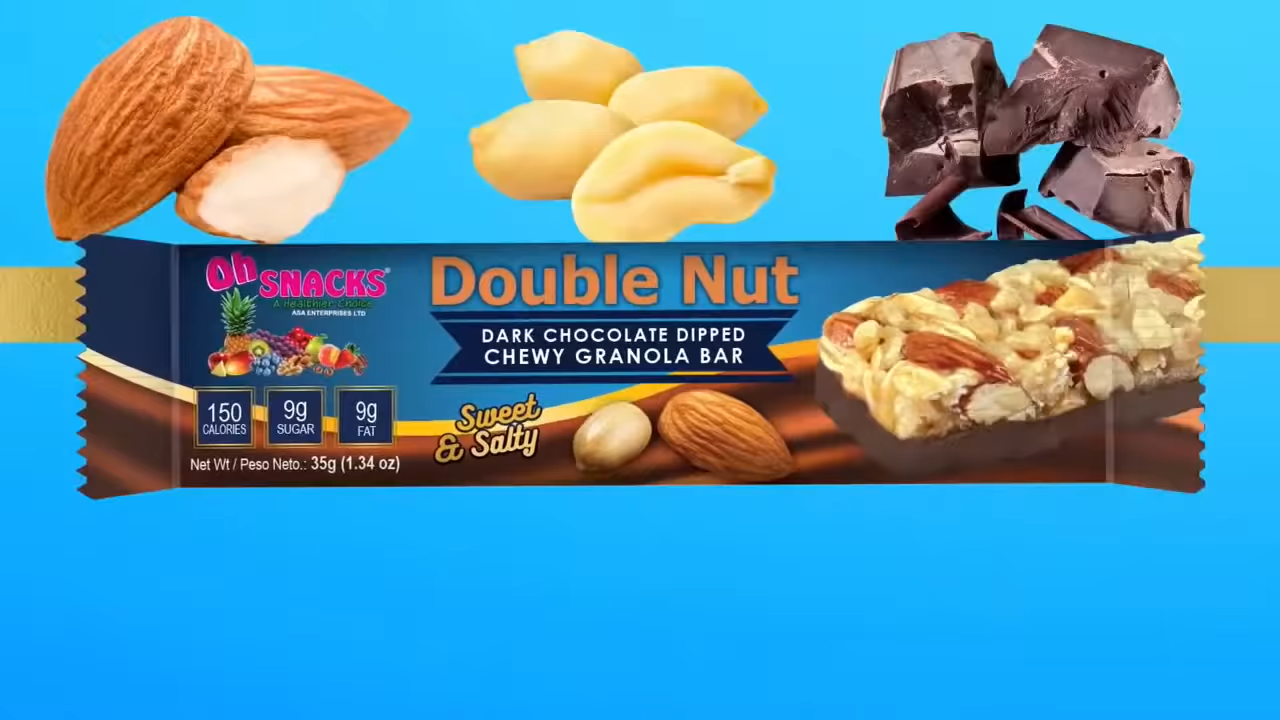 Oh SNACKS®
A Healthier Choice
ASA ENTERPRISES LTD
Double Nut
DARK CHOCOLATE DIPPED
CHEWY GRANOLA BAR
150
CALORIES
9g
SUGAR
9g
FAT
Sweet
& Salty
Net Wt / Peso Neto.: 35g (1.34 oz)